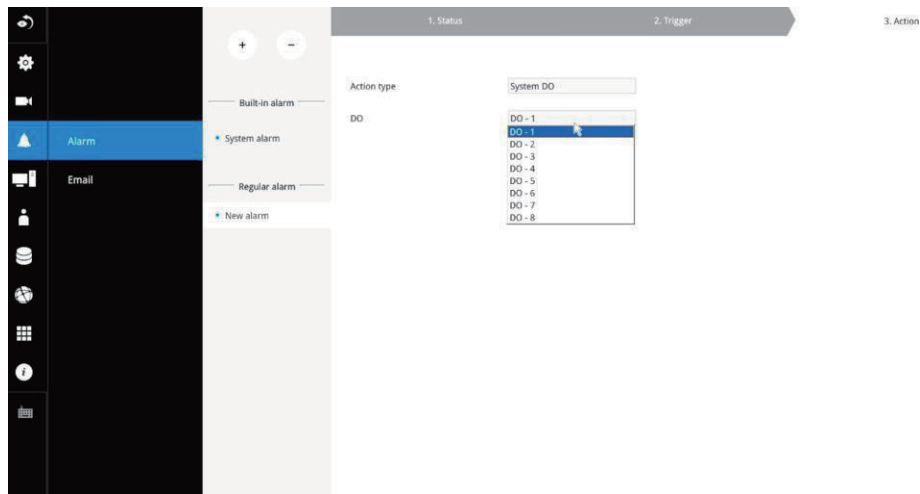 1. Status
2. Trigger
3. Action
+
−
Alarm
Email
Built-in alarm
System alarm
Regular alarm
New alarm
Action type
System DO
DO
DO - 1
DO - 1
DO - 2
DO - 3
DO - 4
DO - 5
DO - 6
DO - 7
DO - 8